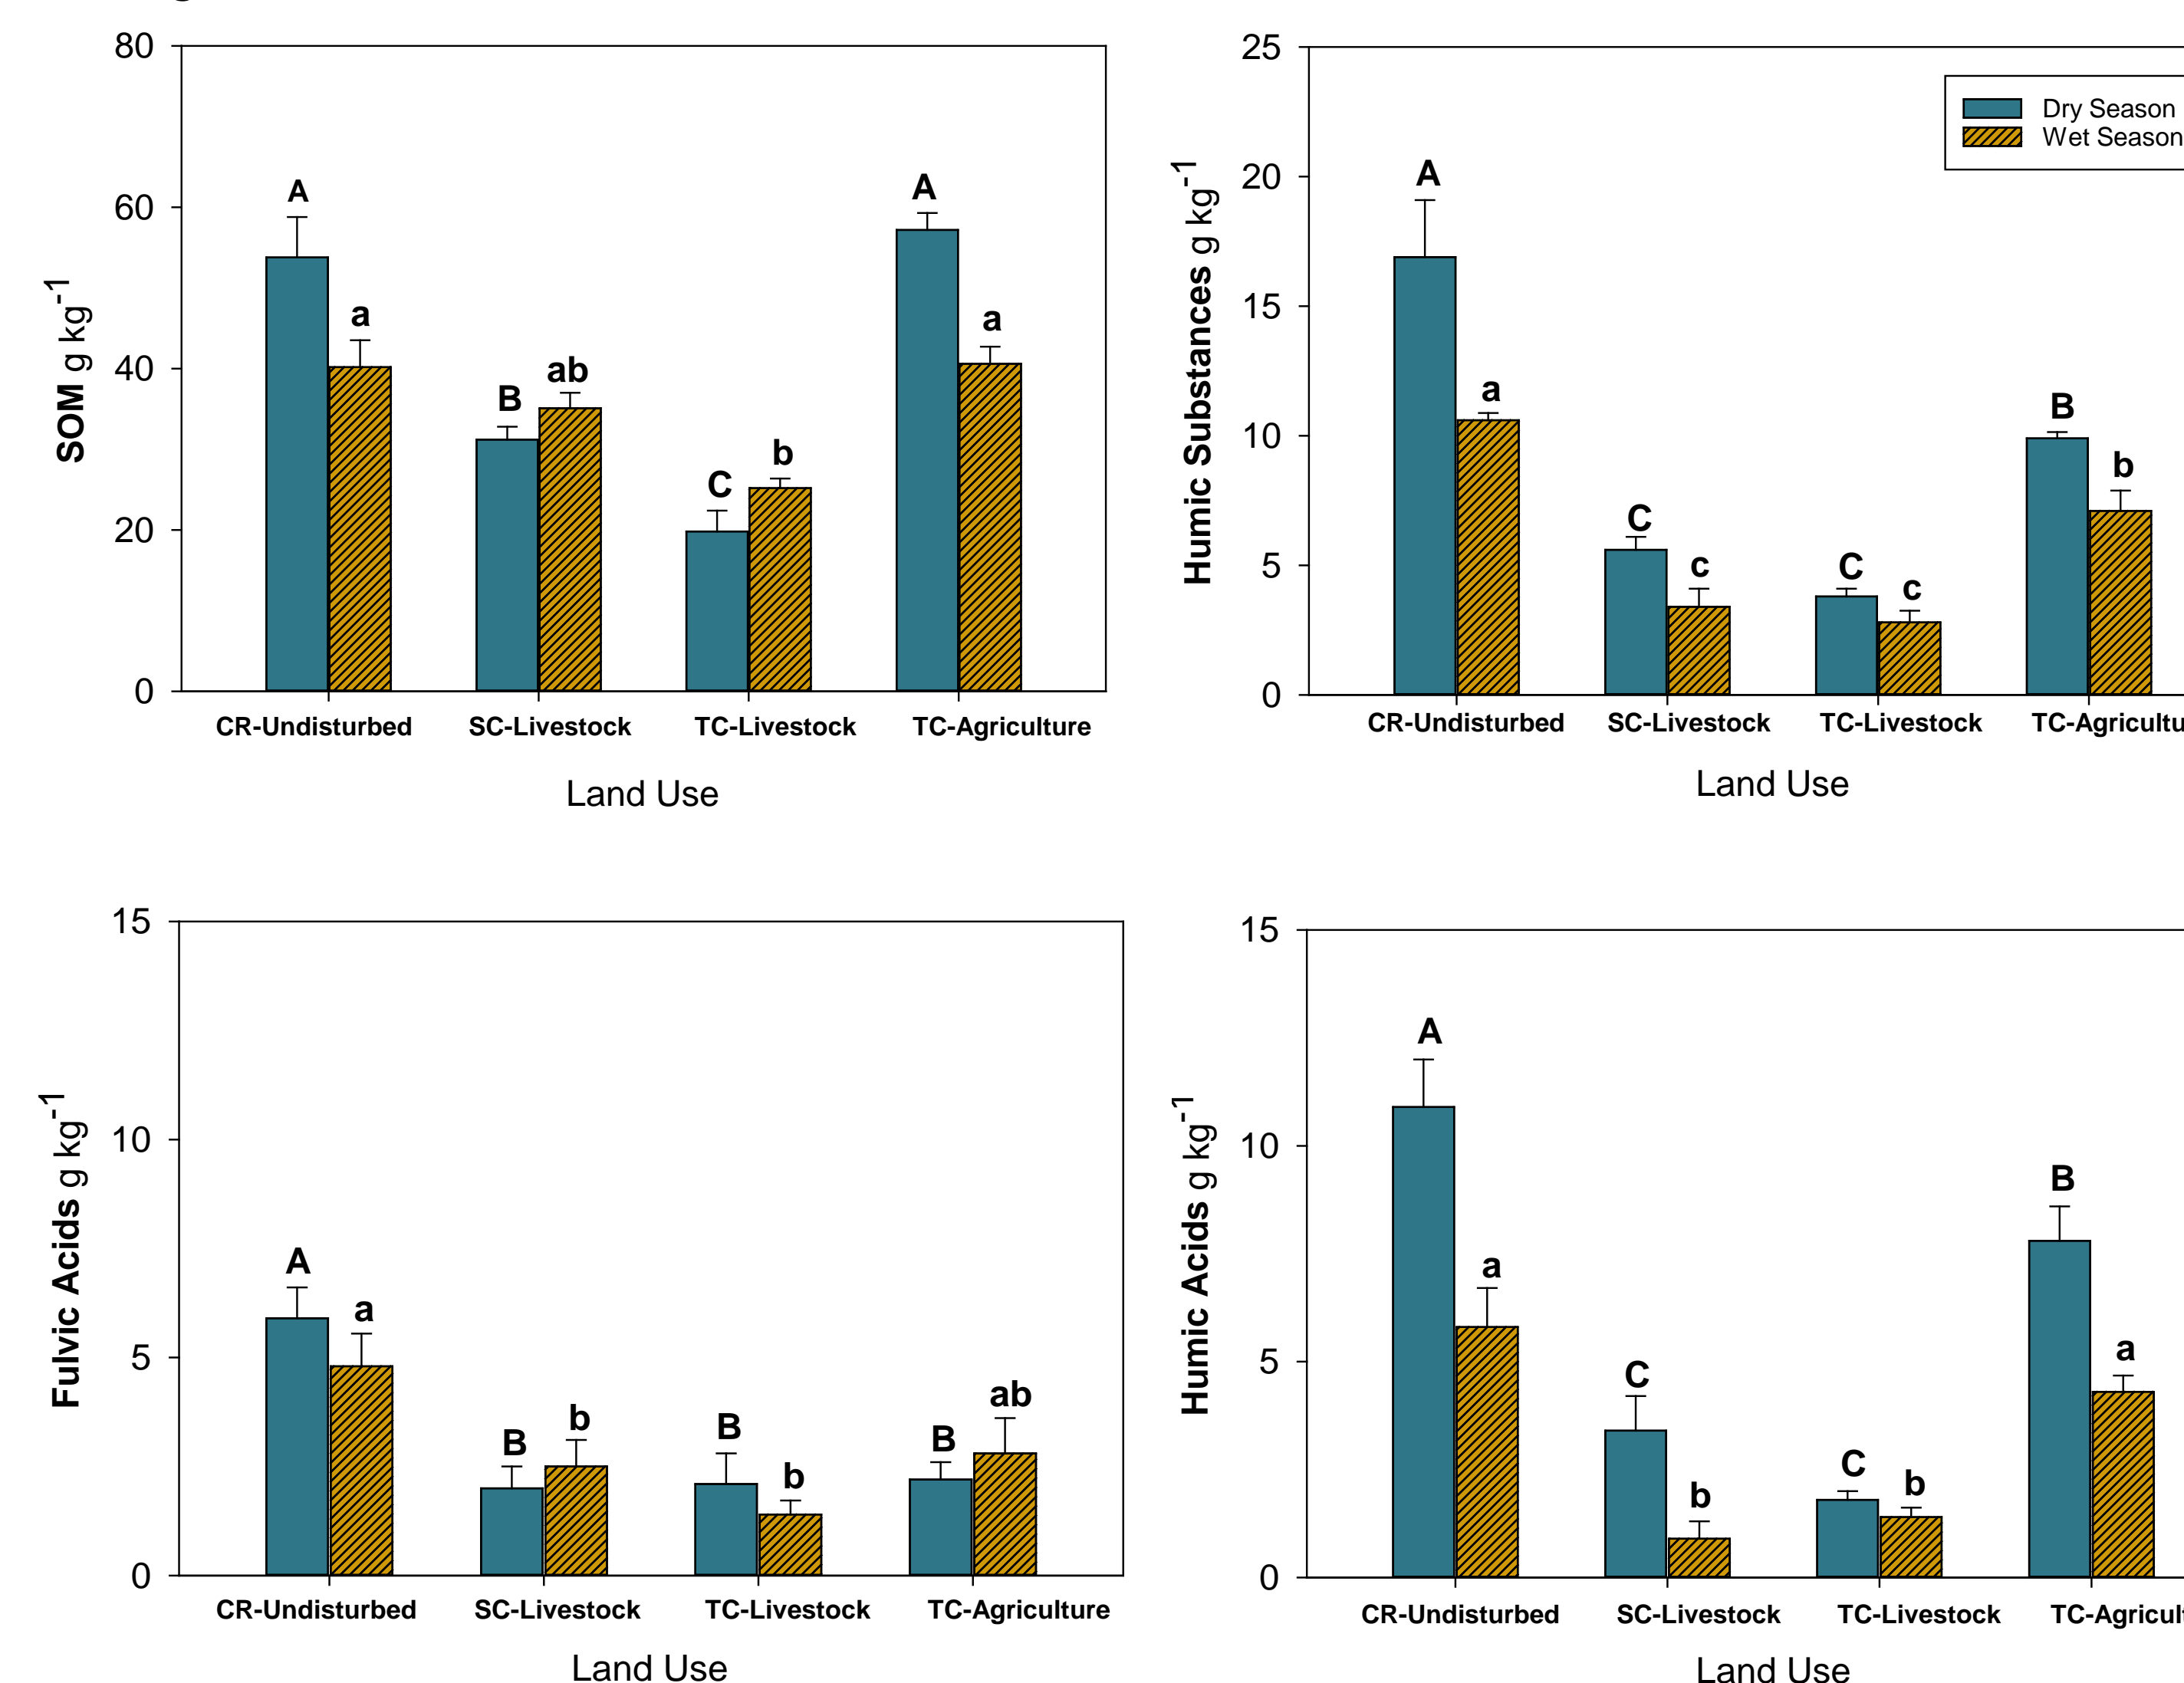 80
60
40
20
0
SOM g kg-1
A
a
B
ab
C
b
A
a
CR-Undisturbed
SC-Livestock
TC-Livestock
TC-Agriculture
Land Use
25
20
15
10
5
0
Humic Substances g kg-1
Dry Season
Wet Season
A
a
C
c
C
c
B
b
CR-Undisturbed
SC-Livestock
TC-Livestock
TC-Agricultu
Land Use
15
10
5
0
Fulvic Acids g kg-1
A
a
B
b
B
b
B
ab
CR-Undisturbed
SC-Livestock
TC-Livestock
TC-Agriculture
Land Use
15
10
5
0
Humic Acids g kg-1
A
a
C
b
C
b
B
a
CR-Undisturbed
SC-Livestock
TC-Livestock
TC-Agricul
Land Use